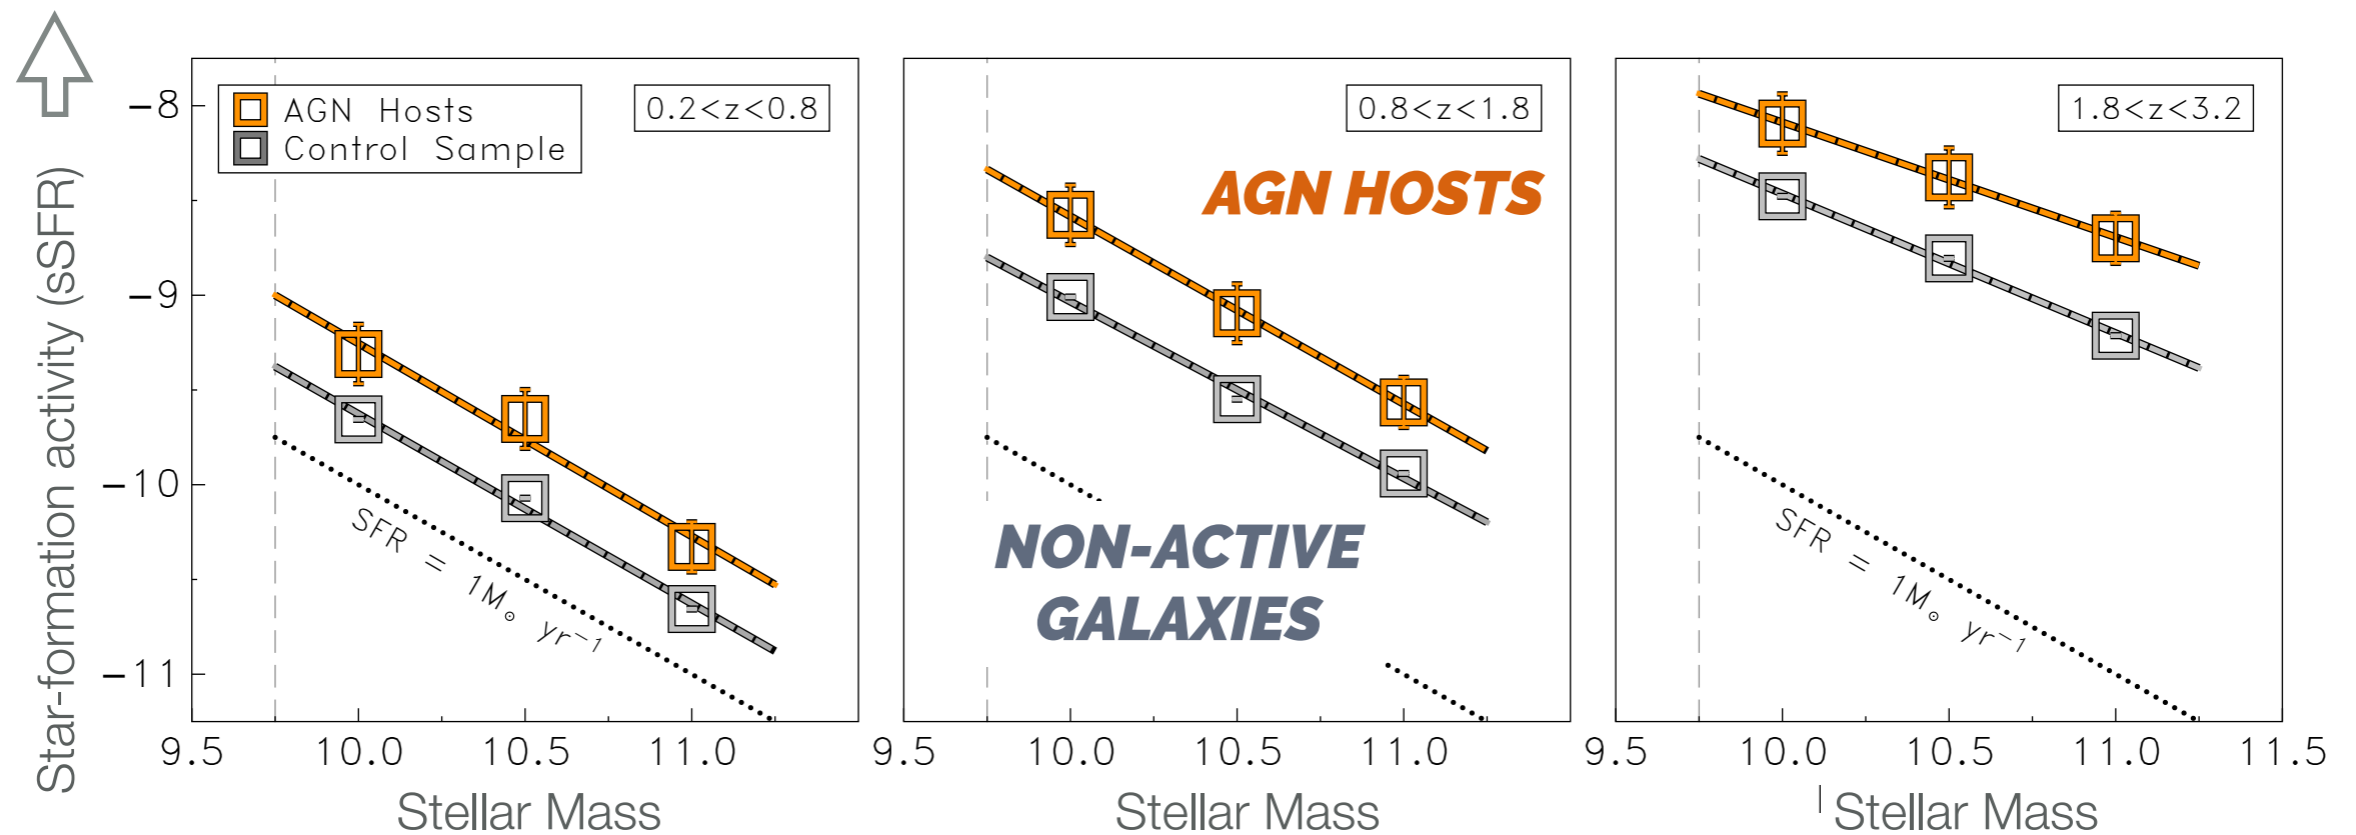 Star-formation activity (sSFR)
-8
-9
-10
-11
AGN Hosts
Control Sample
0.2<z<0.8
SFR = 1M⊙ yr⁻¹
9.5 10.0 10.5 11.0
Stellar Mass
0.8<z<1.8
AGN HOSTS
NON-ACTIVE
GALAXIES
9.5 10.0 10.5 11.0
Stellar Mass
1.8<z<3.2
SFR = 1M⊙ yr⁻¹
9.5 10.0 10.5 11.0 11.5
Stellar Mass